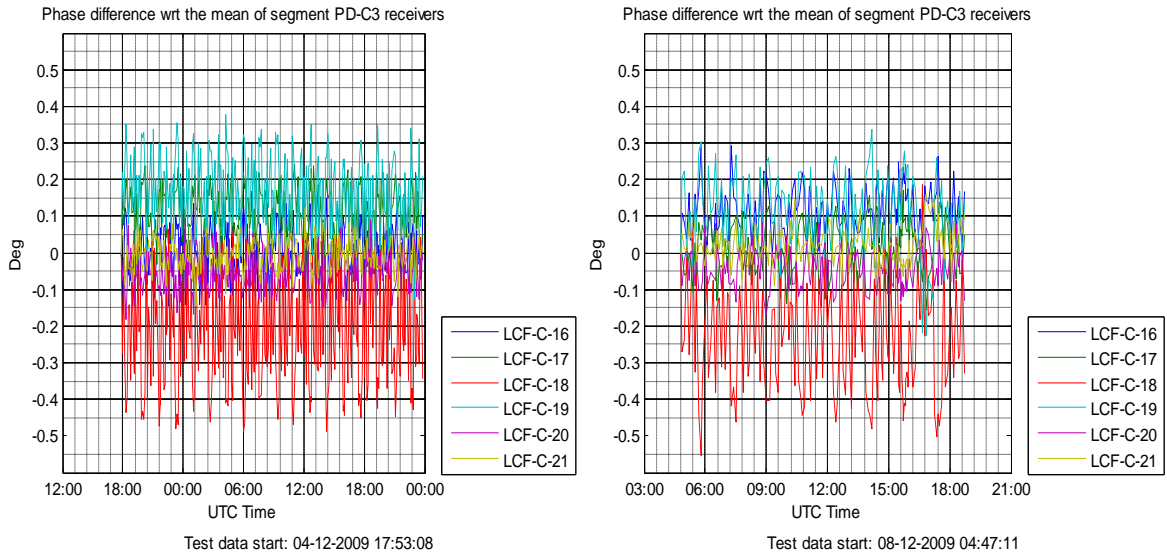 Phase difference wrt the mean of segment PD-C3 receivers
0.5
0.4
0.3
0.2
0.1
0
-0.1
-0.2
-0.3
-0.4
-0.5
Deg
12:00 18:00 00:00 06:00 12:00 18:00 00:00
UTC Time
Test data start: 04-12-2009 17:53:08
LCF-C-16
LCF-C-17
LCF-C-18
LCF-C-19
LCF-C-20
LCF-C-21
Phase difference wrt the mean of segment PD-C3 receivers
0.5
0.4
0.3
0.2
0.1
0
-0.1
-0.2
-0.3
-0.4
-0.5
Deg
03:00 06:00 09:00 12:00 15:00 18:00 21:00
UTC Time
Test data start: 08-12-2009 04:47:11
LCF-C-16
LCF-C-17
LCF-C-18
LCF-C-19
LCF-C-20
LCF-C-21